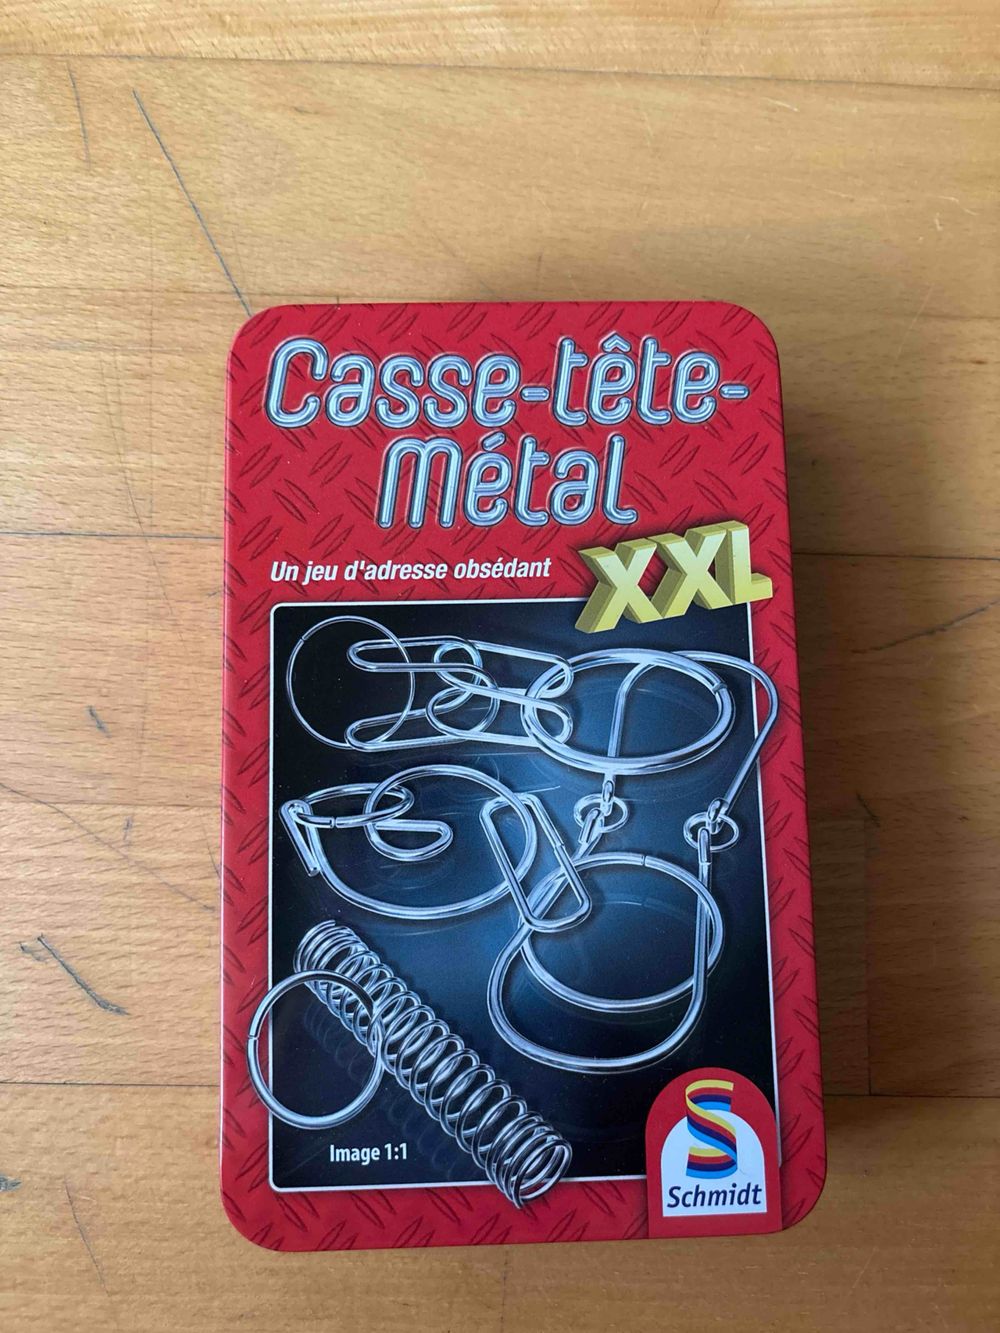 Casse-tête-
Métal
XXL
Un jeu d'adresse obsédant
Image 1:1
Schmidt